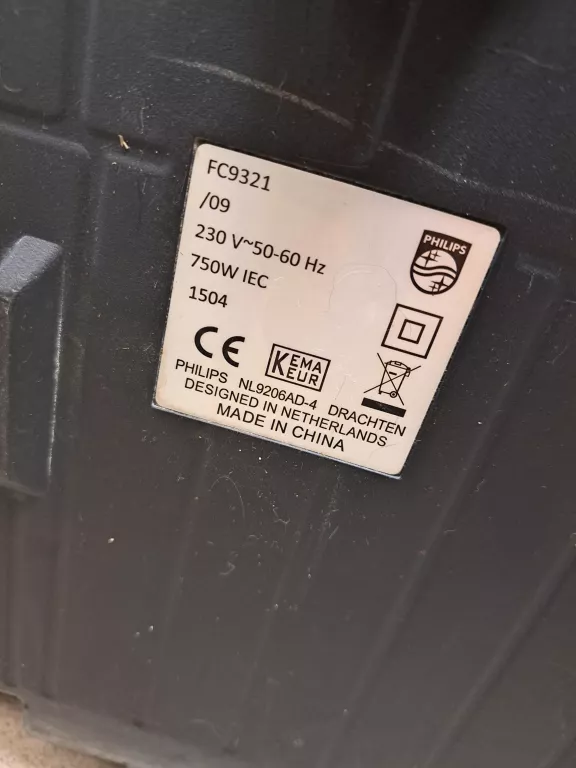 FC9321
/09
230 V~50-60 Hz
750W IEC
1504
PHILIPS
CE
KEMA
KEUR
PHILIPS NL9206AD-4 DRACHTEN
DESIGNED IN NETHERLANDS
MADE IN CHINA